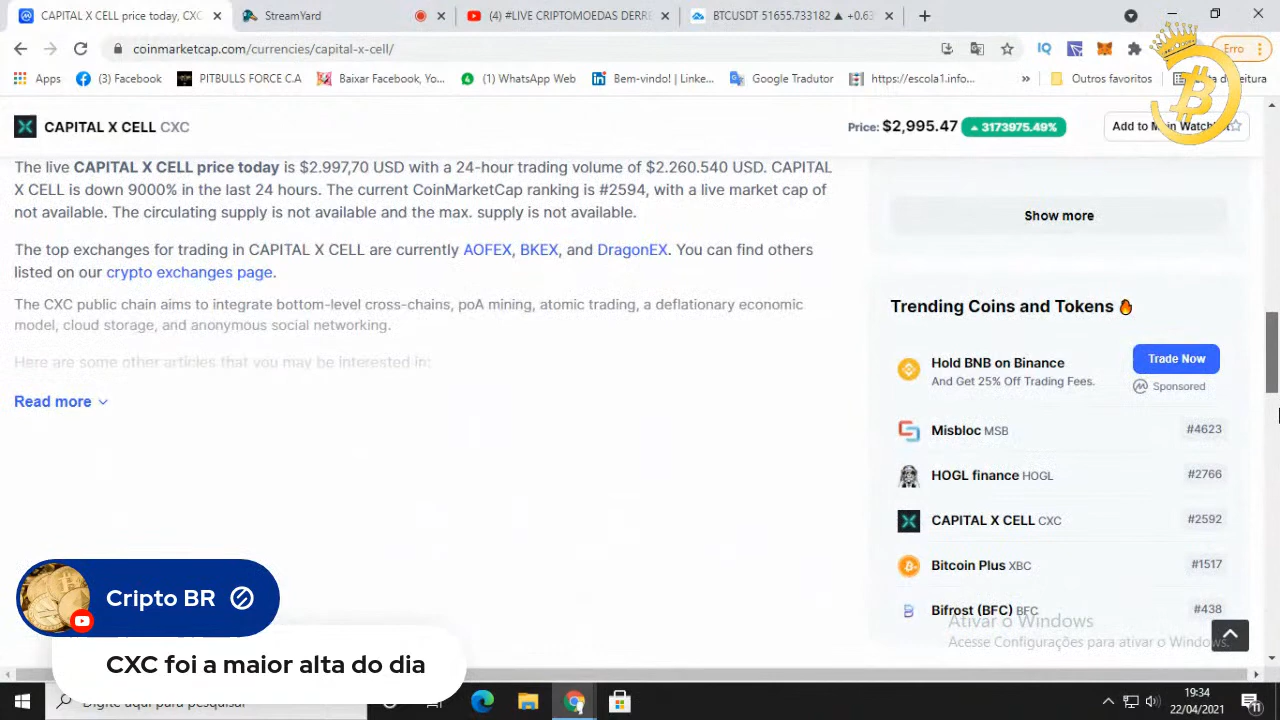 CAPITAL X CELL price today, CXC
StreamYard
(4) #LIVE CRIPTOMOEDAS DERRE
BTCUSDT 51655.733182 ▲ +0.63
coinmarketcap.com/currencies/capital-x-cell/
Erro
Apps
(3) Facebook
PITBULLS FORCE C.A
Baixar Facebook, Yo...
(1) WhatsApp Web
Bem-vindo! | Linke...
Google Tradutor
https://escola1.info...
»
Outros favoritos
de leitura
CAPITAL X CELL CXC
Price: $2,995.47 ▲ 3173975.49%
Add to Main Watchlist
The live CAPITAL X CELL price today is $2.997,70 USD with a 24-hour trading volume of $2.260.540 USD. CAPITAL
X CELL is down 9000% in the last 24 hours. The current CoinMarketCap ranking is #2594, with a live market cap of
not available. The circulating supply is not available and the max. supply is not available.
The top exchanges for trading in CAPITAL X CELL are currently AOFEX, BKEX, and DragonEX. You can find others
listed on our crypto exchanges page.
The CXC public chain aims to integrate bottom-level cross-chains, poA mining, atomic trading, a deflationary economic
model, cloud storage, and anonymous social networking.
Here are some other articles that you may be interested in:
Read more
Show more
Trending Coins and Tokens 🔥
Hold BNB on Binance
And Get 25% Off Trading Fees.
Trade Now
Sponsored
Misbloc MSB
#4623
HOGL finance HOGL
#2766
CAPITAL X CELL CXC
#2592
Bitcoin Plus XBC
#1517
Bifrost (BFC) BFC
#438
Ativar o Windows
Acesse Configurações para ativar o Windows.
Cripto BR
CXC foi a maior alta do dia
Digite aqui para pesquisar
19:34
22/04/2021
11